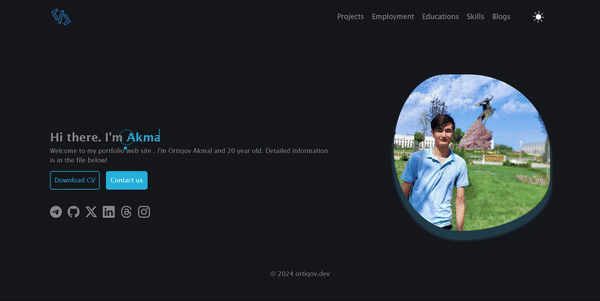 Projects Employment Educations Skills Blogs
Hi there. I'm Akma
Welcome to my portfolio web site , I'm Ortiqov Akmal and 20 year old. Detailed information
is in the file below!
Download CV Contact us
© 2024 ortiqov.dev